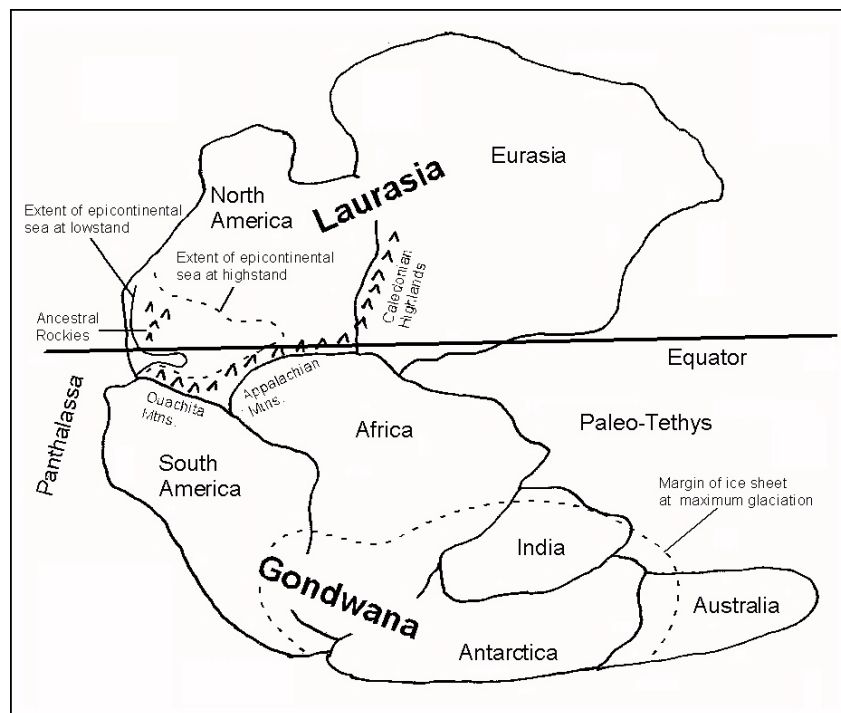 Eurasia
North
America
Laurasia
Extent of epicontinental
sea at lowstand
Extent of epicontinental
sea at highstand
Caledonian
Highlands
Ancestral
Rockies
Equator
Panthalassa
Ouachita
Mtns.
Appalachian
Mtns.
Africa
Paleo-Tethys
South
America
Margin of ice sheet
at maximum glaciation
India
Gondwana
Australia
Antarctica